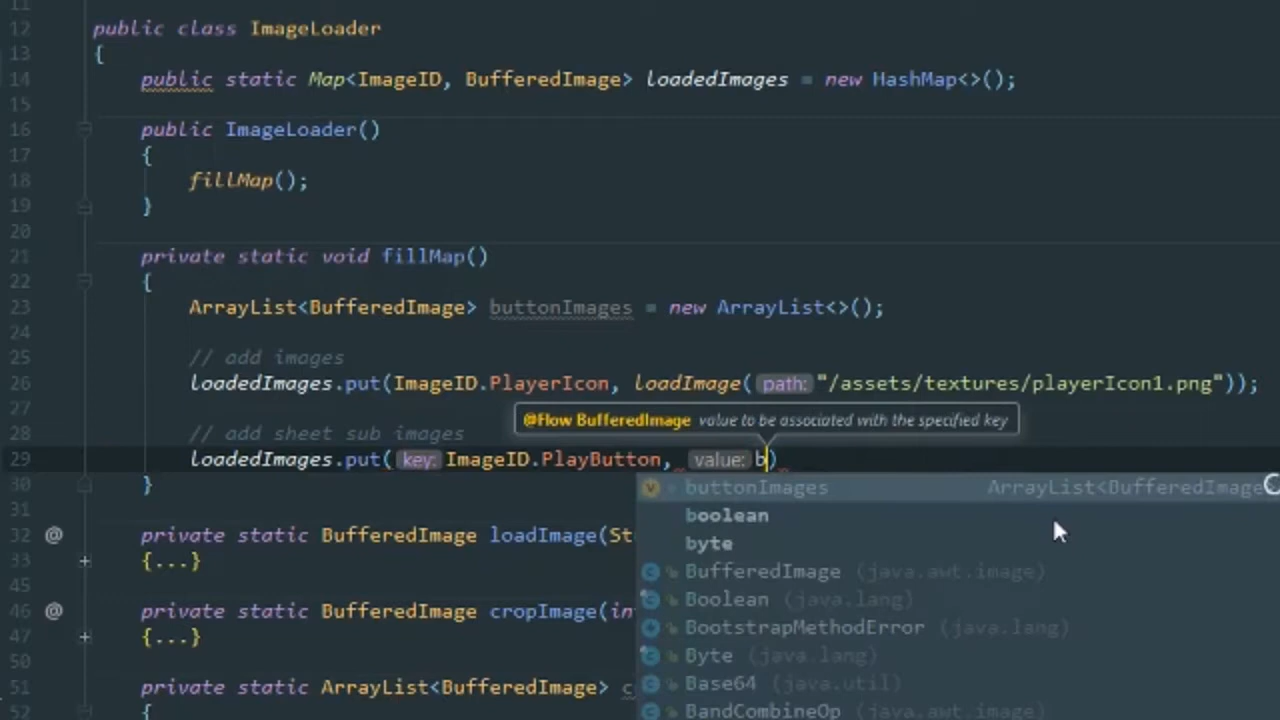 11
12 public class ImageLoader
13 {
14 public static Map<ImageID, BufferedImage> loadedImages = new HashMap<>();
15
16 public ImageLoader()
17 {
18 fillMap();
19 }
20
21 private static void fillMap()
22 {
23 ArrayList<BufferedImage> buttonImages = new ArrayList<>();
24
25 // add images
26 loadedImages.put(ImageID.PlayerIcon, loadImage( path: "/assets/textures/playerIcon1.png"));
27
@Flow BufferedImage value to be associated with the specified key
28 // add sheet sub images
29 loadedImages.put( key: ImageID.PlayButton, value: b)
30 }
buttonImages ArrayList<BufferedImage
31
boolean
32 @ private static BufferedImage loadImage(St
byte
33 {...}
BufferedImage (java.awt.image)
45
Boolean (java.lang)
46 @ private static BufferedImage cropImage(in
BootstrapMethodError (java.lang)
47 {...}
Byte (java.lang)
50
Base64 (java.util)
51 private static ArrayList<BufferedImage> c
BandCombineOp (java.awt.image)
52 {